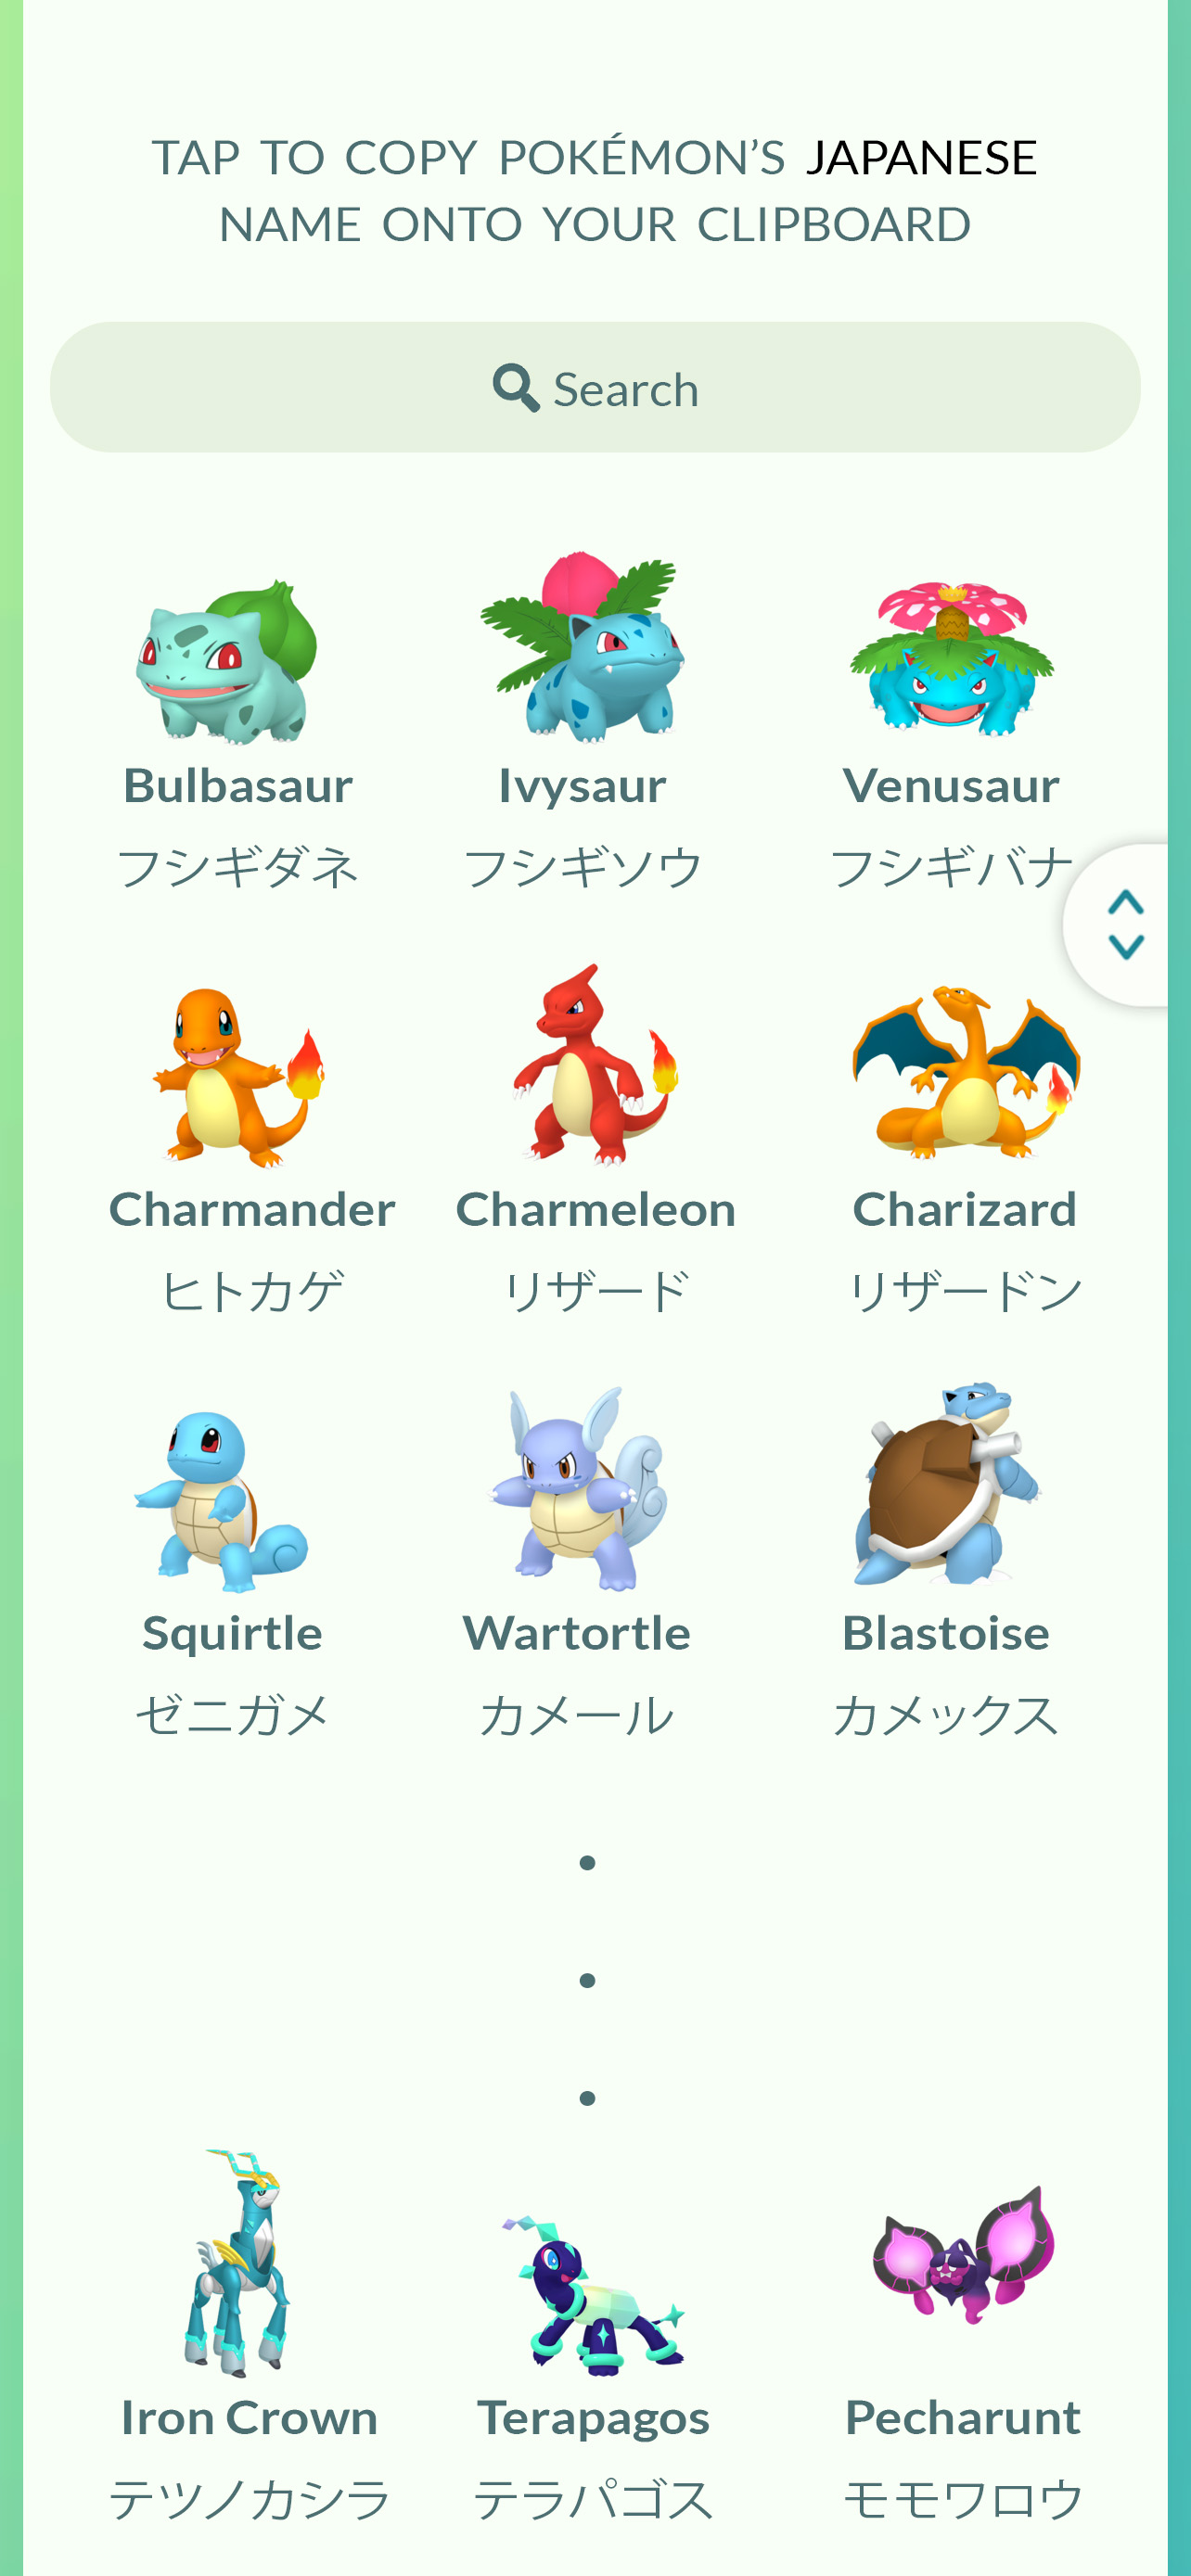 TAP TO COPY POKÉMON’S JAPANESE
NAME ONTO YOUR CLIPBOARD
Search
Bulbasaur Ivysaur Venusaur
フシギダネ フシギソウ フシギバナ
Charmander Charmeleon Charizard
ヒトカゲ リザード リザードン
Squirtle Wartortle Blastoise
ゼニガメ カメール カメックス
Iron Crown Terapagos Pecharunt
テツノカシラ テラパゴス モモワロウ